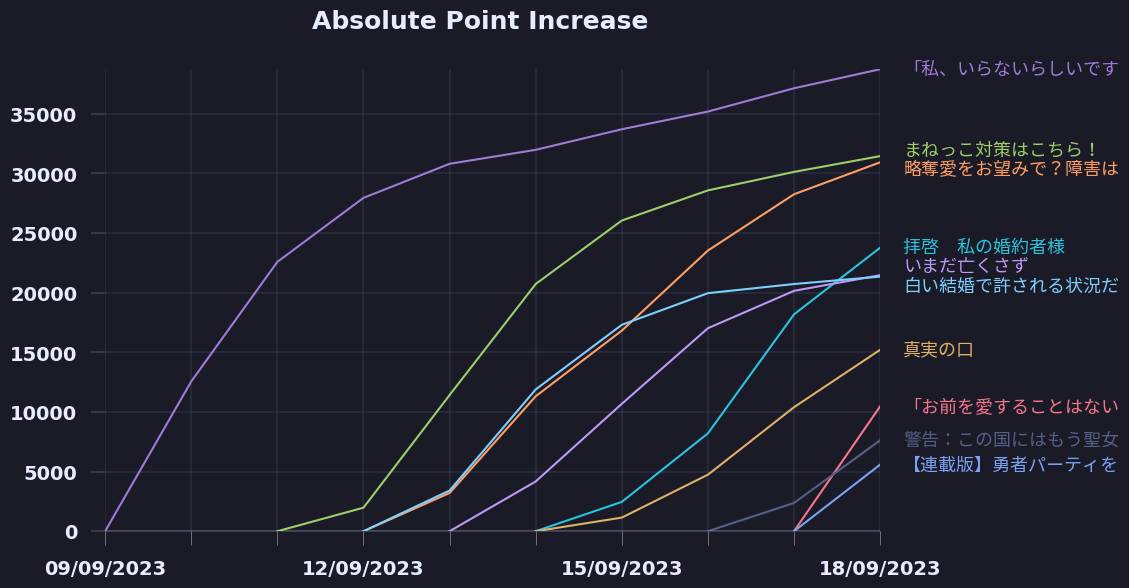 Absolute Point Increase
35000
30000
25000
20000
15000
10000
5000
0
09/09/2023
12/09/2023
15/09/2023
18/09/2023
「私、いらないらしいです
まねっこ対策はこちら！
略奪愛をお望みで？障害は
拝啓　私の婚約者様
いまだ亡くさず
白い結婚で許される状況だ
真実の口
「お前を愛することはない
警告：この国にはもう聖女
【連載版】勇者パーティを